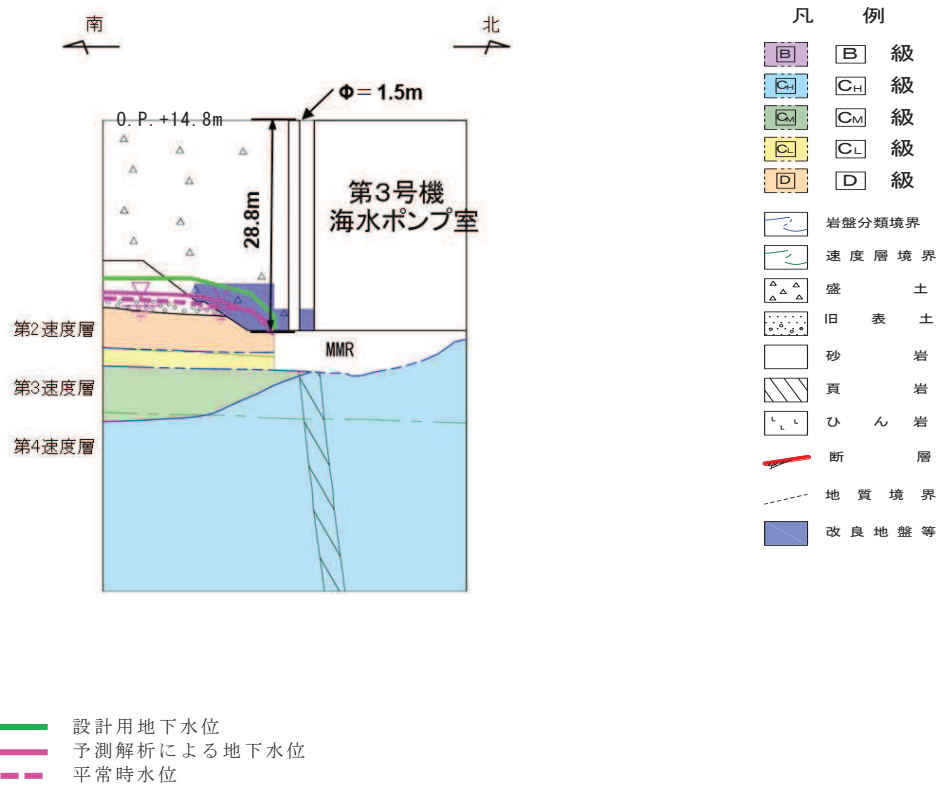 南
北
Φ= 1.5m
O.P.+14.8m
28.8m
第3号機
海水ポンプ室
第2速度層
MMR
第3速度層
第4速度層
凡 例
B B 級
CH CH 級
CM CM 級
CL CL 級
D D 級
岩盤分類境界
速度層境界
盛 土
旧表土
砂 岩
頁 岩
ひん岩
断 層
地質境界
改良地盤等
設計用地下水位
予測解析による地下水位
平常時水位